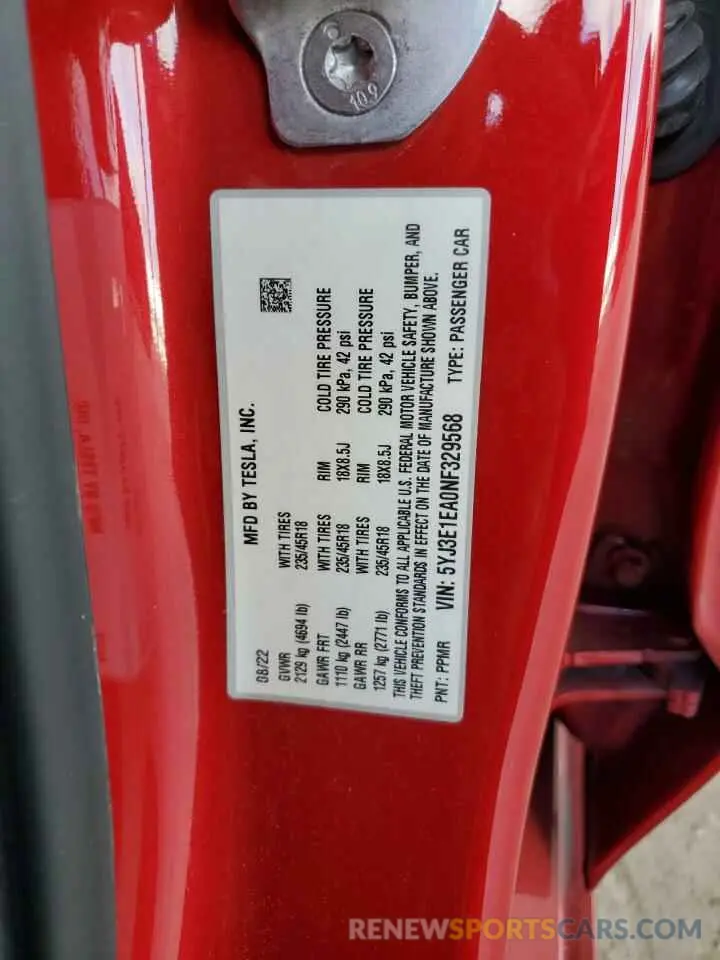 10.9
MFD BY TESLA, INC.
08/22
GVWR WITH TIRES
2129 kg (4694 lb) 235/45R18
GAWR FRT WITH TIRES RIM COLD TIRE PRESSURE
1110 kg (2447 lb) 235/45R18 18X8.5J 290 kPa, 42 psi
GAWR RR WITH TIRES RIM COLD TIRE PRESSURE
1257 kg (2771 lb) 235/45R18 18X8.5J 290 kPa, 42 psi
THIS VEHICLE CONFORMS TO ALL APPLICABLE U.S. FEDERAL MOTOR VEHICLE SAFETY, BUMPER, AND
THEFT PREVENTION STANDARDS IN EFFECT ON THE DATE OF MANUFACTURE SHOWN ABOVE.
PNT: PPMR VIN: 5YJ3E1EA0NF329568 TYPE: PASSENGER CAR
RENEWSPORTSCARS.COM